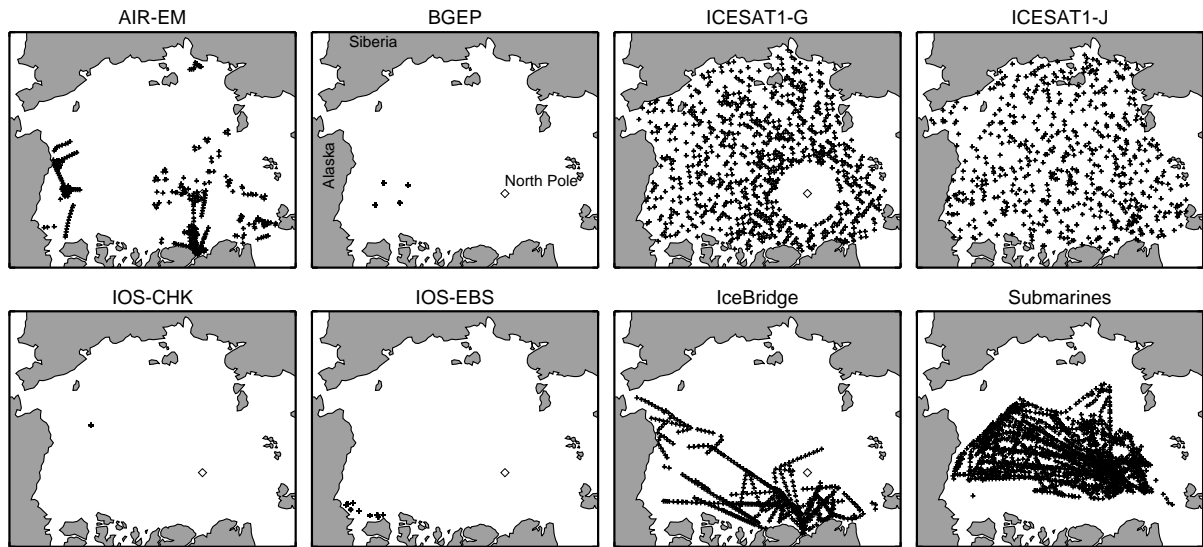 AIR-EM
BGEP
ICESAT1-G
ICESAT1-J
Siberia
Alaska
North Pole
IOS-CHK
IOS-EBS
IceBridge
Submarines